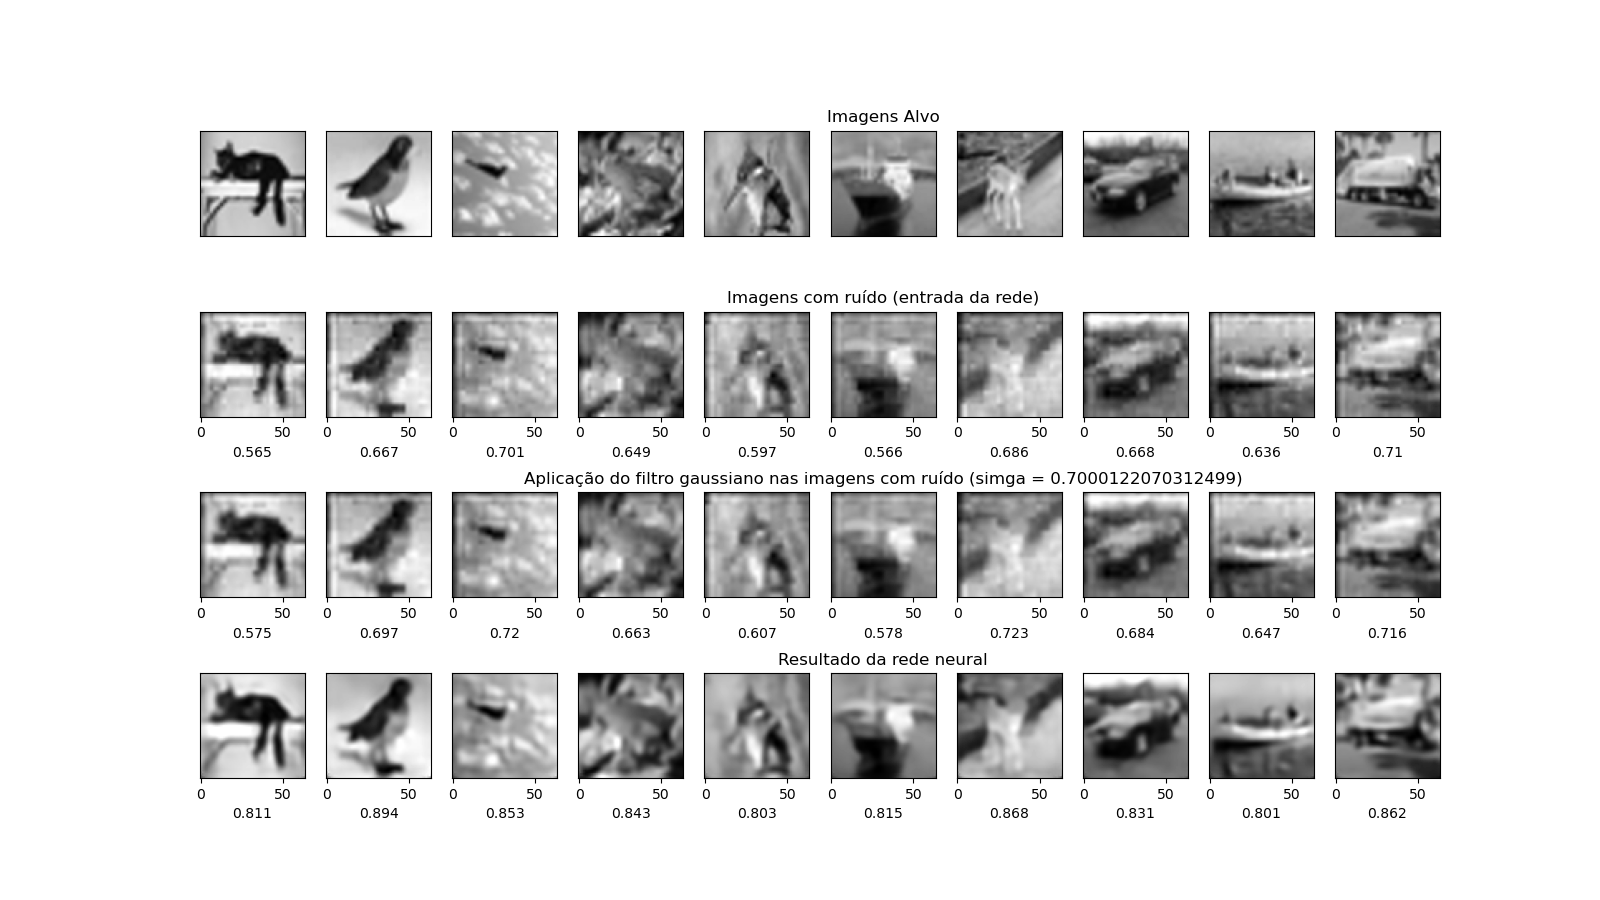 Imagens Alvo
Imagens com ruído (entrada da rede)
0 50 0 50 0 50 0 50 0 50 0 50 0 50 0 50 0 50 0 50
0.565 0.667 0.701 0.649 0.597 0.566 0.686 0.668 0.636 0.71
Aplicação do filtro gaussiano nas imagens com ruído (simga = 0.7000122070312499)
0 50 0 50 0 50 0 50 0 50 0 50 0 50 0 50 0 50 0 50
0.575 0.697 0.72 0.663 0.607 0.578 0.723 0.684 0.647 0.716
Resultado da rede neural
0 50 0 50 0 50 0 50 0 50 0 50 0 50 0 50 0 50 0 50
0.811 0.894 0.853 0.843 0.803 0.815 0.868 0.831 0.801 0.862